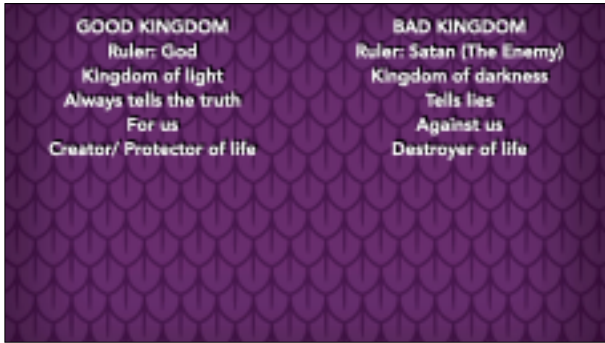 GOOD KINGDOM
Ruler: God
Kingdom of light
Always tells the truth
For us
Creator/ Protector of life
BAD KINGDOM
Ruler: Satan (The Enemy)
Kingdom of darkness
Tells lies
Against us
Destroyer of life